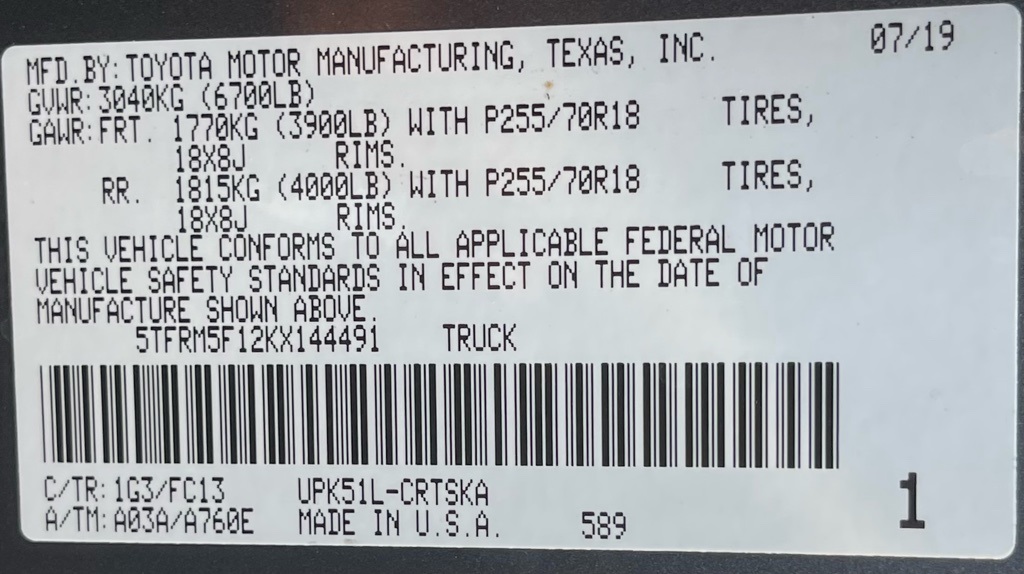 MFD.BY:TOYOTA MOTOR MANUFACTURING, TEXAS, INC. 07/19
GVWR:3040KG (6700LB)
GAWR:FRT. 1770KG (3900LB) WITH P255/70R18 TIRES,
18X8J RIMS.
RR. 1815KG (4000LB) WITH P255/70R18 TIRES,
18X8J RIMS.
THIS VEHICLE CONFORMS TO ALL APPLICABLE FEDERAL MOTOR
VEHICLE SAFETY STANDARDS IN EFFECT ON THE DATE OF
MANUFACTURE SHOWN ABOVE.
5TFRM5F12KX144491 TRUCK
C/TR:1G3/FC13 UPK51L-CRTSKA
A/TM:A03A/A760E MADE IN U.S.A. 589
1